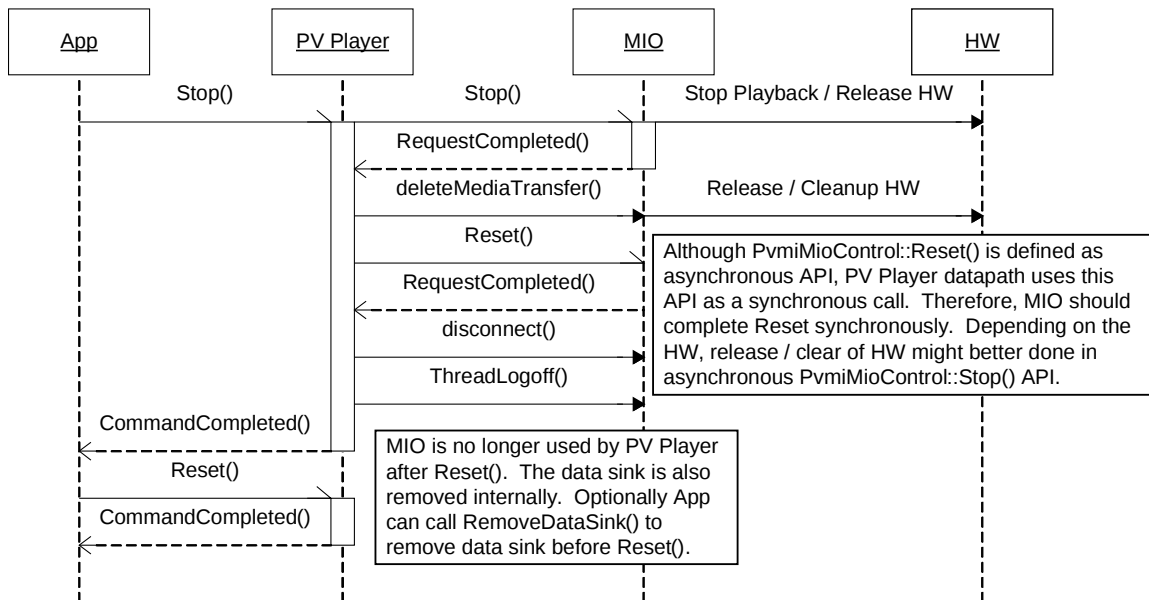 App
PV Player
MIO
HW
Stop()
Stop()
Stop Playback / Release HW
RequestCompleted()
deleteMediaTransfer()
Release / Cleanup HW
Reset()
Although PvmiMioControl::Reset() is defined as
asynchronous API, PV Player datapath uses this
API as a synchronous call. Therefore, MIO should
complete Reset synchronously. Depending on the
HW, release / clear of HW might better done in
asynchronous PvmiMioControl::Stop() API.
RequestCompleted()
disconnect()
ThreadLogoff()
CommandCompleted()
MIO is no longer used by PV Player
after Reset(). The data sink is also
removed internally. Optionally App
can call RemoveDataSink() to
remove data sink before Reset().
Reset()
CommandCompleted()